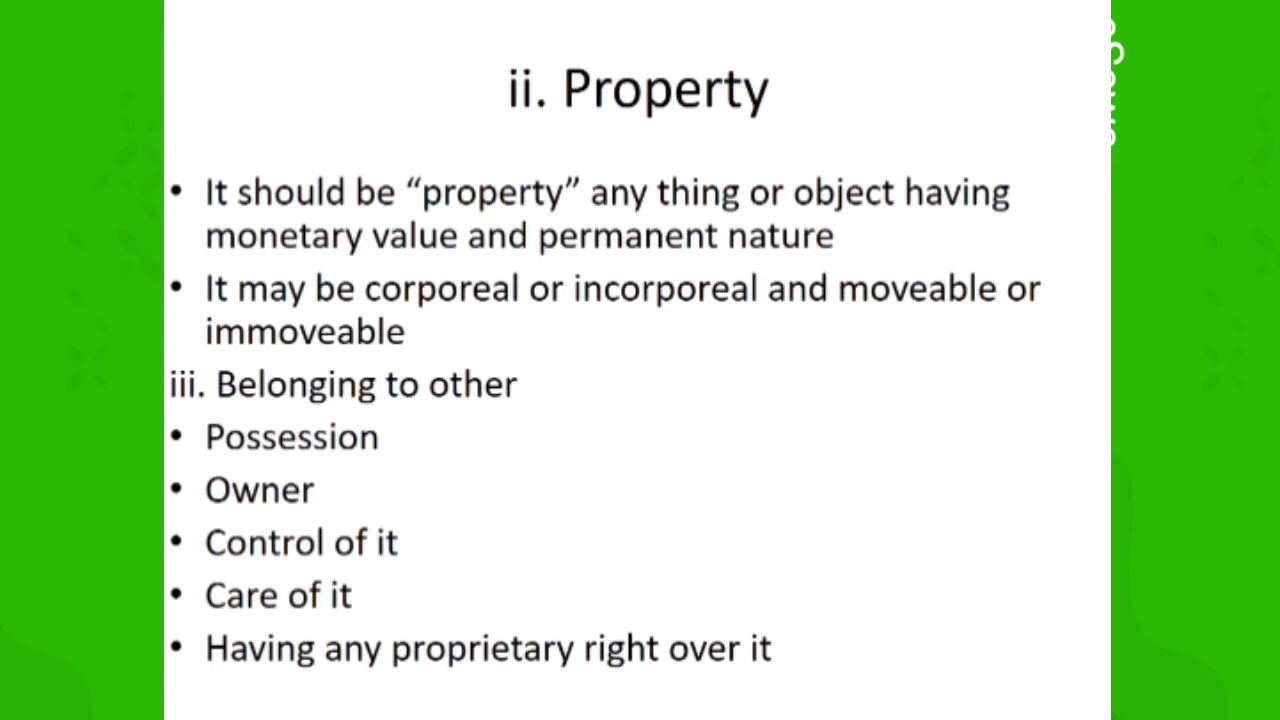 ii. Property
• It should be “property” any thing or object having
monetary value and permanent nature
• It may be corporeal or incorporeal and moveable or
immoveable
iii. Belonging to other
• Possession
• Owner
• Control of it
• Care of it
• Having any proprietary right over it